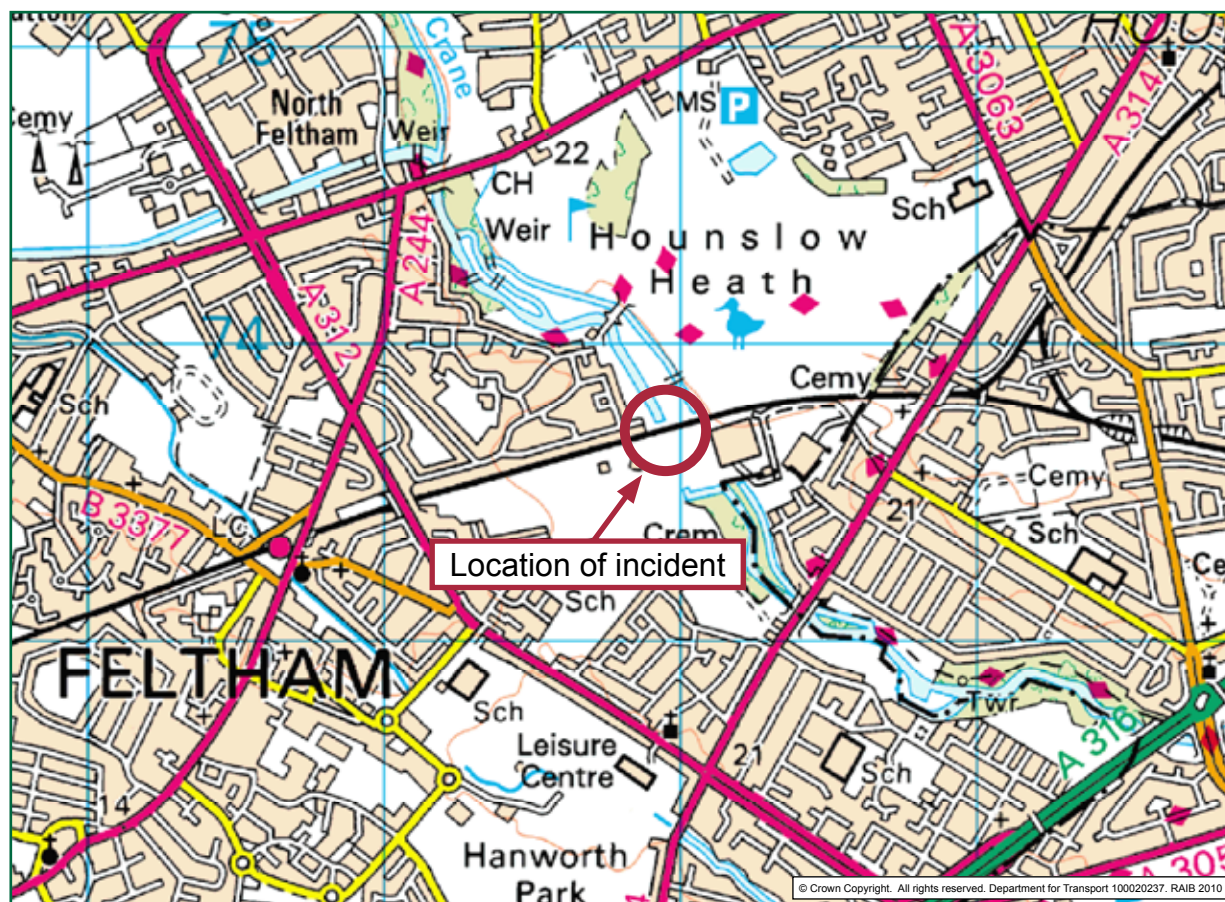 75
Crane
A 3063
A 314
MS
P
North
Feltham
Weir
Cemy
22
CH
Weir
Sch
Hounslow
Heath
A 244
A 312
74
Cemy
Sch
Cemy
B 3377
LC
21
Sch
Crem
Location of incident
Sch
FELTHAM
Sch
Twr
Leisure
Centre
21
Sch
A 316
14
Hanworth
Park
© Crown Copyright. All rights reserved. Department for Transport 100020237. RAIB 2010